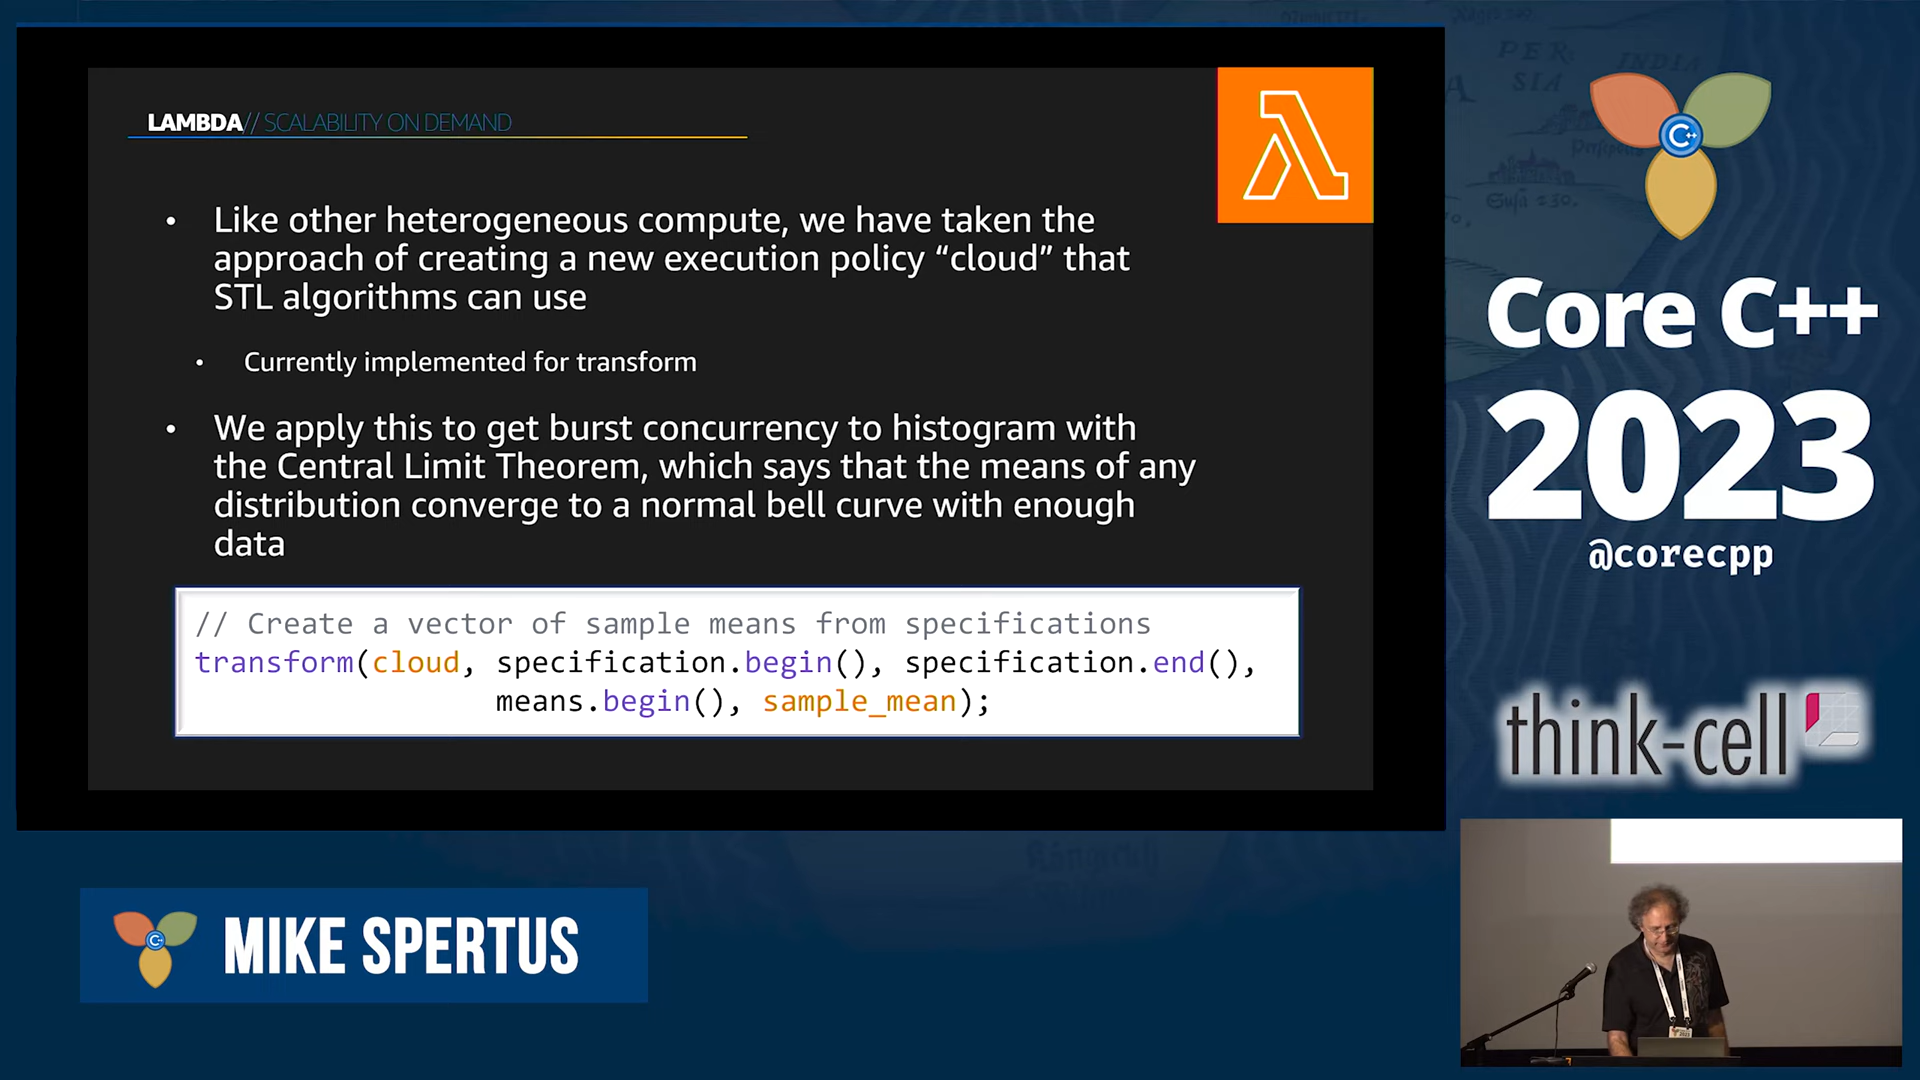 LAMBDA// SCALABILITY ON DEMAND
• Like other heterogeneous compute, we have taken the
approach of creating a new execution policy “cloud” that
STL algorithms can use
• Currently implemented for transform
• We apply this to get burst concurrency to histogram with
the Central Limit Theorem, which says that the means of any
distribution converge to a normal bell curve with enough
data
// Create a vector of sample means from specifications
transform(cloud, specification.begin(), specification.end(),
means.begin(), sample_mean);
MIKE SPERTUS
PER
SIA
INDIA
C++
Core C++
2023
@corecpp
think-cell